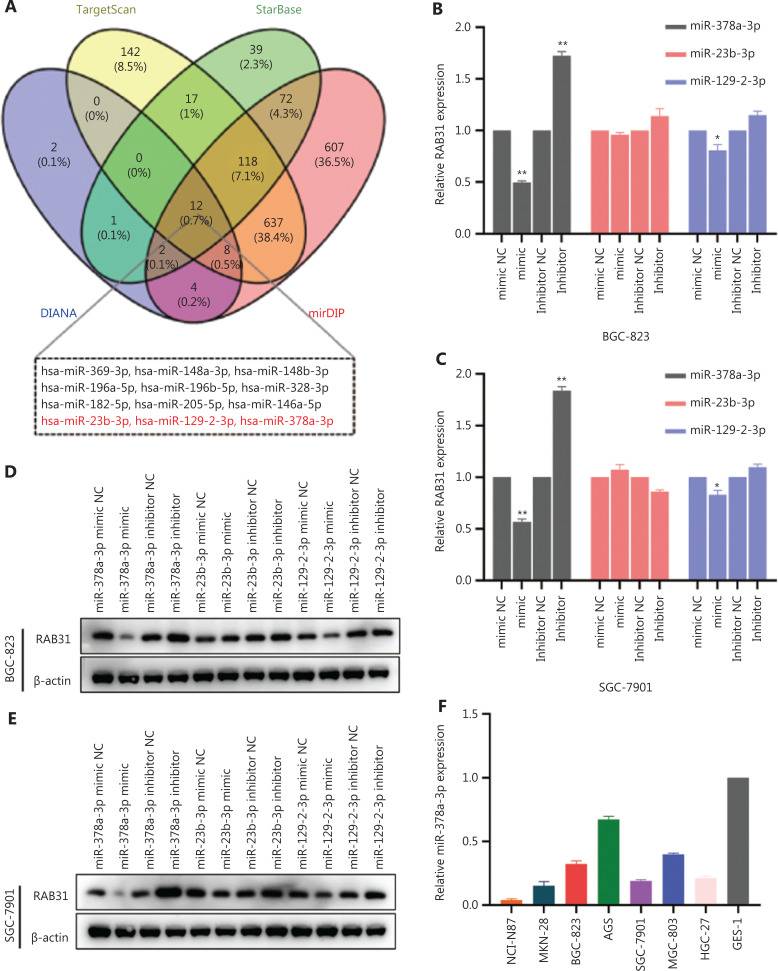 A
TargetScan
StarBase
142
(8.5%)
39
(2.3%)
0
(0%)
17
(1%)
72
(4.3%)
2
(0.1%)
607
(36.5%)
0
(0%)
118
(7.1%)
1
(0.1%)
12
(0.7%)
637
(38.4%)
2
(0.1%)
8
(0.5%)
4
(0.2%)
DIANA
mirDIP
hsa-miR-369-3p, hsa-miR-148a-3p, hsa-miR-148b-3p
hsa-miR-196a-5p, hsa-miR-196b-5p, hsa-miR-328-3p
hsa-miR-182-5p, hsa-miR-205-5p, hsa-miR-146a-5p
hsa-miR-23b-3p, hsa-miR-129-2-3p, hsa-miR-378a-3p
B
Relative RAB31 expression
2.0
1.5
1.0
0.5
0.0
**
**
*
miR-378a-3p
miR-23b-3p
miR-129-2-3p
mimic NC
mimic
Inhibitor NC
Inhibitor
mimic NC
mimic
Inhibitor NC
Inhibitor
mimic NC
mimic
Inhibitor NC
Inhibitor
BGC-823
C
Relative RAB31 expression
2.0
1.5
1.0
0.5
0.0
**
**
*
miR-378a-3p
miR-23b-3p
miR-129-2-3p
mimic NC
mimic
Inhibitor NC
Inhibitor
mimic NC
mimic
Inhibitor NC
Inhibitor
mimic NC
mimic
Inhibitor NC
Inhibitor
SGC-7901
D
miR-378a-3p mimic NC
miR-378a-3p mimic
miR-378a-3p inhibitor NC
miR-378a-3p inhibitor
miR-23b-3p mimic NC
miR-23b-3p mimic
miR-23b-3p inhibitor NC
miR-23b-3p inhibitor
miR-129-2-3p mimic NC
miR-129-2-3p mimic
miR-129-2-3p inhibitor NC
miR-129-2-3p inhibitor
BGC-823
RAB31
β-actin
E
miR-378a-3p mimic NC
miR-378a-3p mimic
miR-378a-3p inhibitor NC
miR-378a-3p inhibitor
miR-23b-3p mimic NC
miR-23b-3p mimic
miR-23b-3p inhibitor NC
miR-23b-3p inhibitor
miR-129-2-3p mimic NC
miR-129-2-3p mimic
miR-129-2-3p inhibitor NC
miR-129-2-3p inhibitor
SGC-7901
RAB31
β-actin
F
Relative miR-378a-3p expression
1.5
1.0
0.5
0.0
NCI-N87
MKN-28
BGC-823
AGS
SGC-7901
MGC-803
HGC-27
GES-1